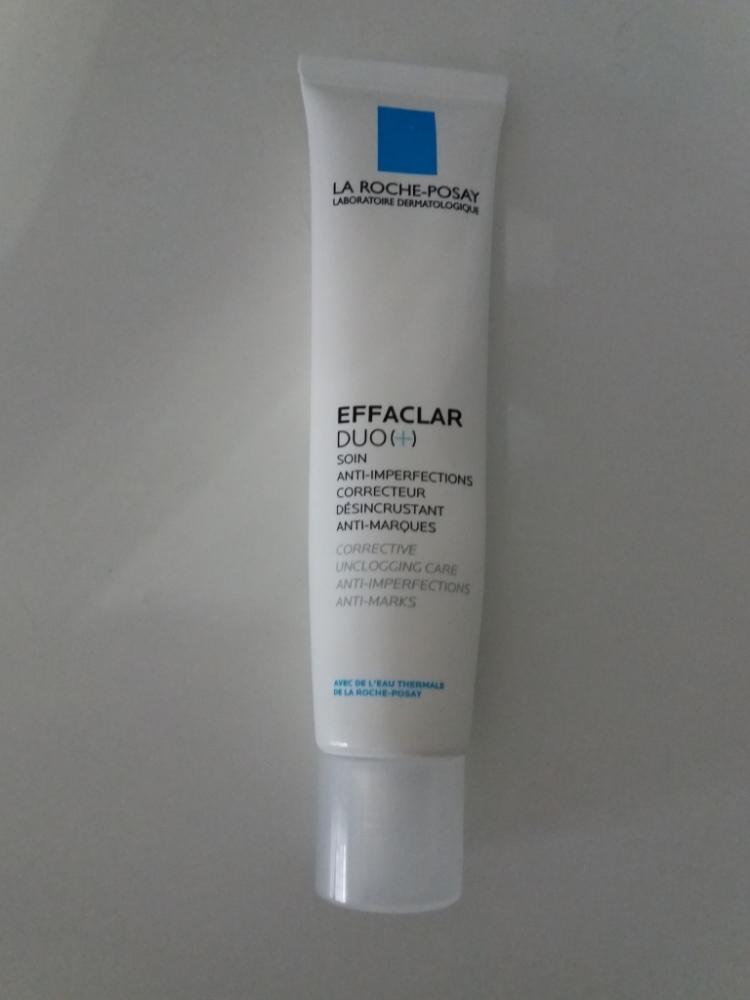 LA ROCHE-POSAY
LABORATOIRE DERMATOLOGIQUE
EFFACLAR
DUO(+)
SOIN
ANTI-IMPERFECTIONS
CORRECTEUR
DÉSINCRUSTANT
ANTI-MARQUES
CORRECTIVE
UNCLOGGING CARE
ANTI-IMPERFECTIONS
ANTI-MARKS
AVEC DE L'EAU THERMALE
DE LA ROCHE-POSAY